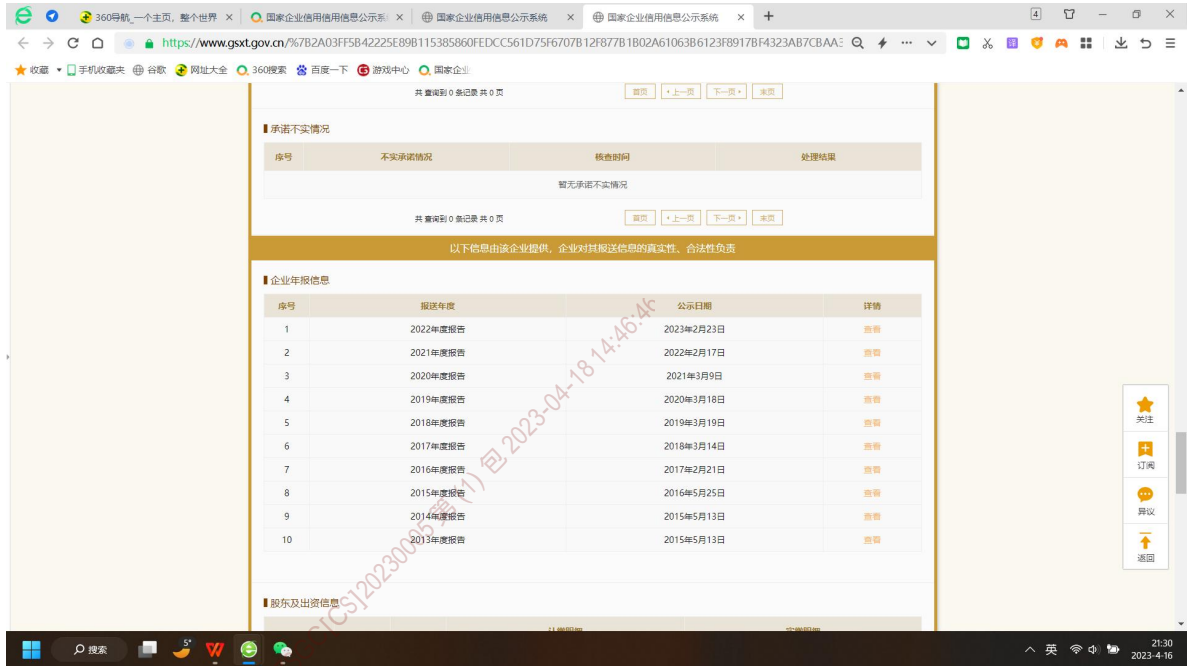 360导航_一个主页，整个世界
国家企业信用信用信息公示系
国家企业信用信息公示系统
国家企业信用信息公示系统
4
https://www.gsxt.gov.cn/%7B2A03FF5B42225E89B115385860FEDCC561D75F6707B12F877B1B02A61063B6123F8917BF4323AB7CBAA3
收藏 手机收藏夹 谷歌 网址大全 360搜索 百度一下 游戏中心 国家企业
共 查询到 0 条记录 共 0 页 首页 上一页 下一页 末页
承诺不实情况
序号 不实承诺情况 核查时间 处理结果
暂无承诺不实情况
共 查询到 0 条记录 共 0 页 首页 上一页 下一页 末页
以下信息由该企业提供，企业对其报送信息的真实性、合法性负责
企业年报信息
序号 报送年度 公示日期 详情
1 2022年度报告 2023年2月23日 查看
2 2021年度报告 2022年2月17日 查看
3 2020年度报告 2021年3月9日 查看
4 2019年度报告 2020年3月18日 查看
5 2018年度报告 2019年3月19日 查看
6 2017年度报告 2018年3月14日 查看
7 2016年度报告 2017年2月21日 查看
8 2015年度报告 2016年5月25日 查看
9 2014年度报告 2015年5月13日 查看
10 2013年度报告 2015年5月13日 查看
[CS]20230005第(1)包 2023-04-18 14:46:46
关注
订阅
异议
返回
股东及出资信息
搜索
5°
英
21:30
2023-4-16